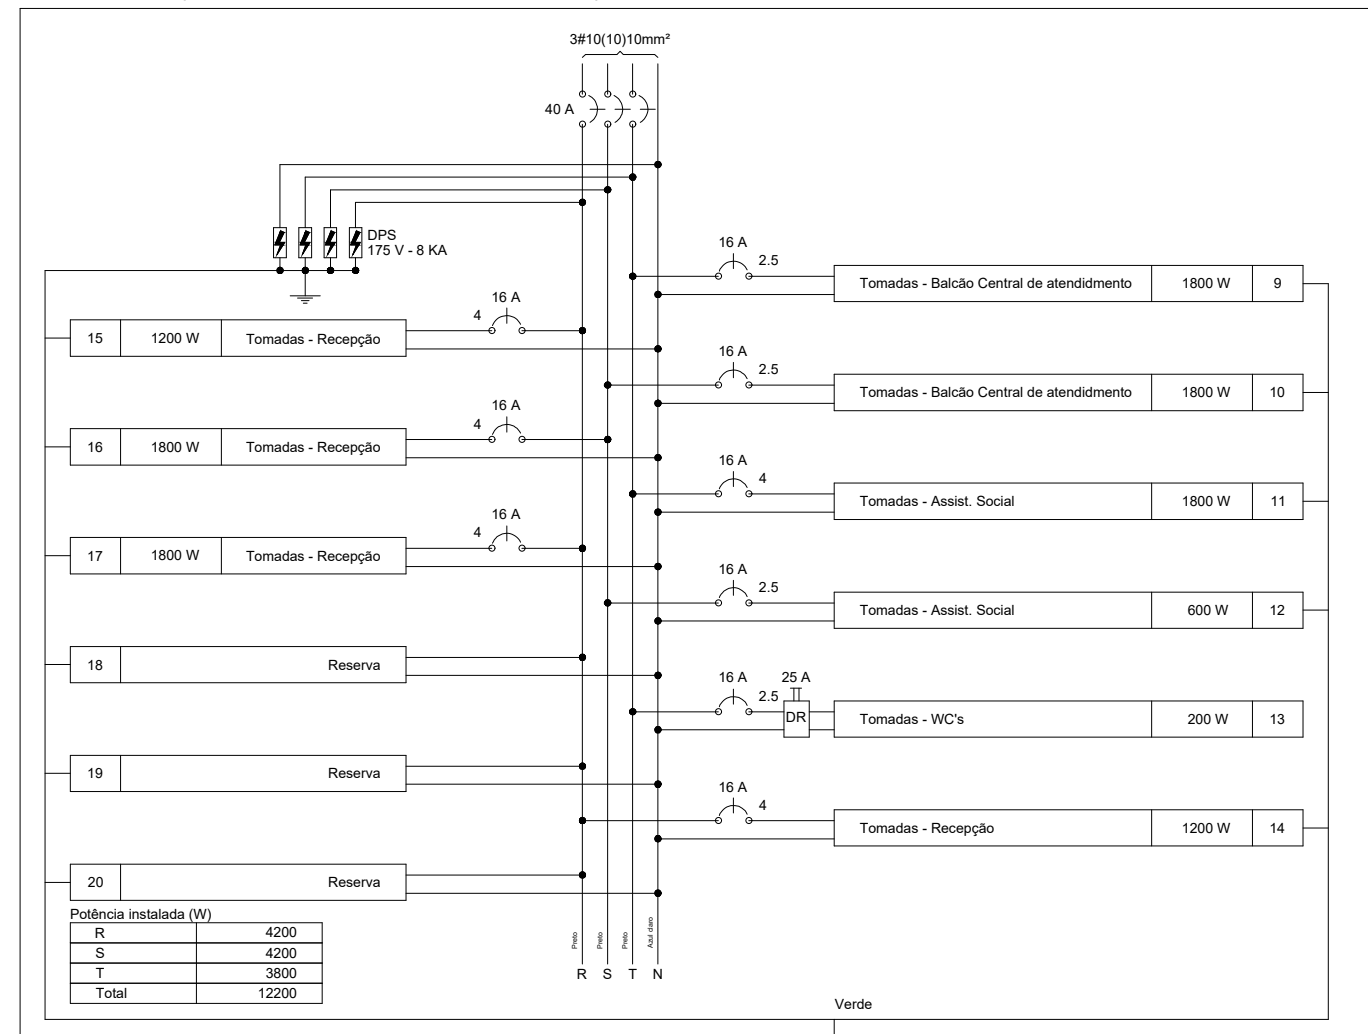 3#10(10)10mm²
40 A
DPS
175 V - 8 KA
16 A
2.5
Tomadas - Balcão Central de atendidmento 1800 W 9
16 A
4
15 1200 W Tomadas - Recepção
16 A
2.5
Tomadas - Balcão Central de atendidmento 1800 W 10
16 A
4
16 1800 W Tomadas - Recepção
16 A
4
Tomadas - Assist. Social 1800 W 11
16 A
4
17 1800 W Tomadas - Recepção
16 A
2.5
Tomadas - Assist. Social 600 W 12
18 Reserva
16 A 25 A
2.5
DR
Tomadas - WC's 200 W 13
19 Reserva
16 A
4
Tomadas - Recepção 1200 W 14
20 Reserva
Potência instalada (W)
R 4200
S 4200
T 3800
Total 12200
Preto
Preto
Preto
Azul claro
R S T N
Verde